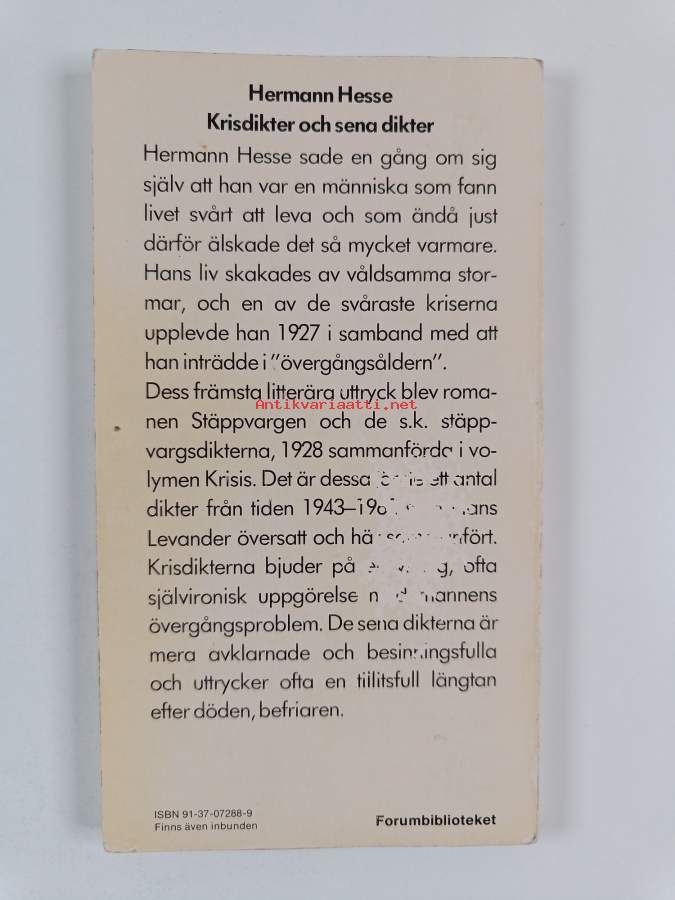 Hermann Hesse
Krisdikter och sena dikter
Hermann Hesse sade en gång om sig
själv att han var en människa som fann
livet svårt att leva och som ändå just
därför älskade det så mycket varmare.
Hans liv skakades av våldsamma stor-
mar, och en av de svåraste kriserna
upplevde han 1927 i samband med att
han inträdde i "övergångsåldern".
Dess främsta litterära uttryck blev roma-
Antikvariaatti.net
nen Stäppvargen och de s.k. stäpp-
vargsdikterna, 1928 sammanförda i vo-
lymen Krisis. Det är dessa ett antal
dikter från tiden
Levander översatt och
Krisdikterna bjuder på ofta
självironisk uppgörelse mannens
övergångsproblem. De sena dikterna är
mera avklarnade och besinningsfulla
och uttrycker ofta en tillitsfull längtan
efter döden, befriaren.
ISBN 91-37-07288-9
Finns även inbunden
Forumbiblioteket